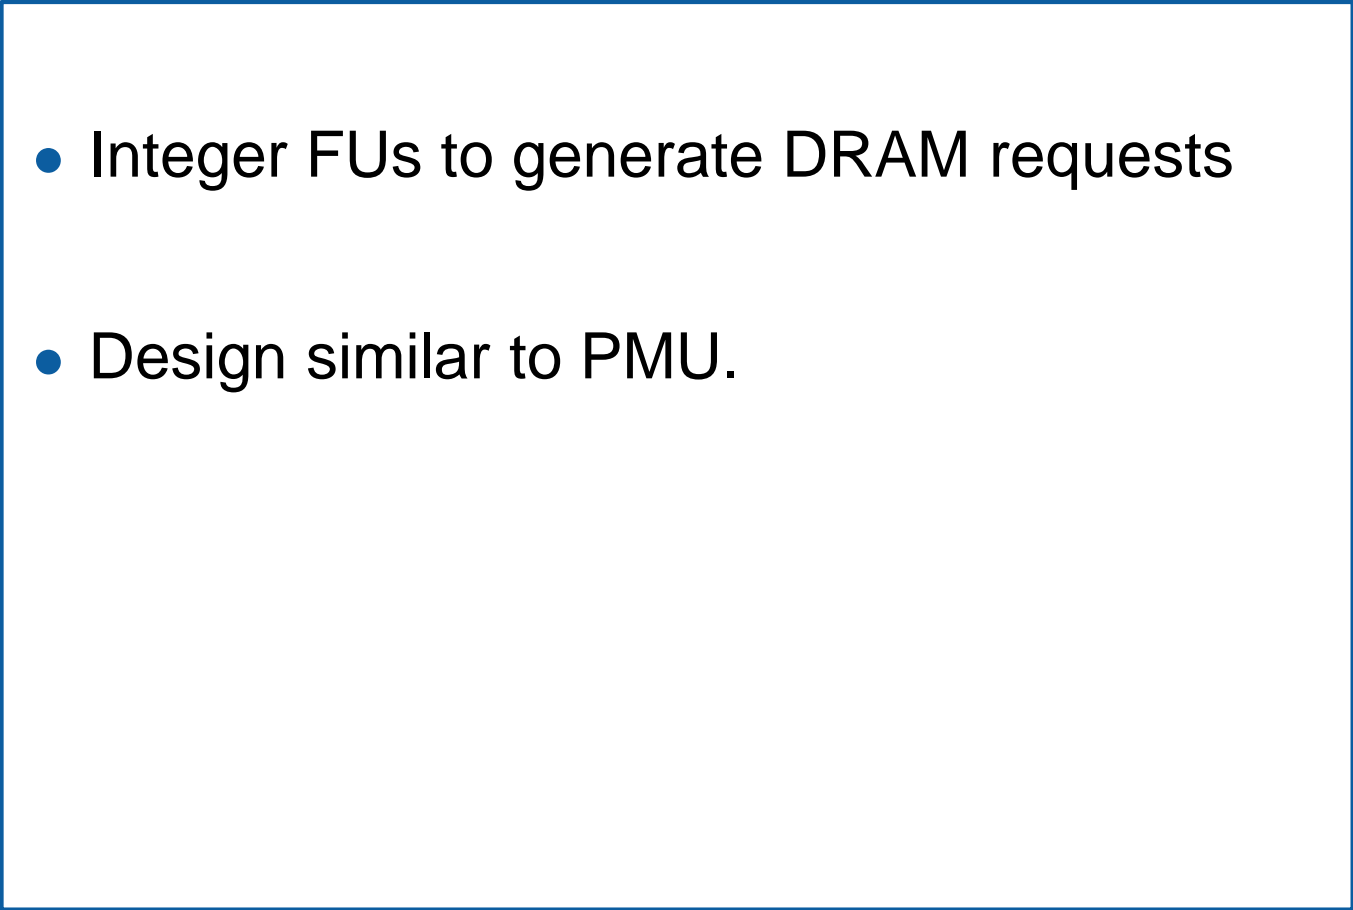 ● Integer FUs to generate DRAM requests
● Design similar to PMU.